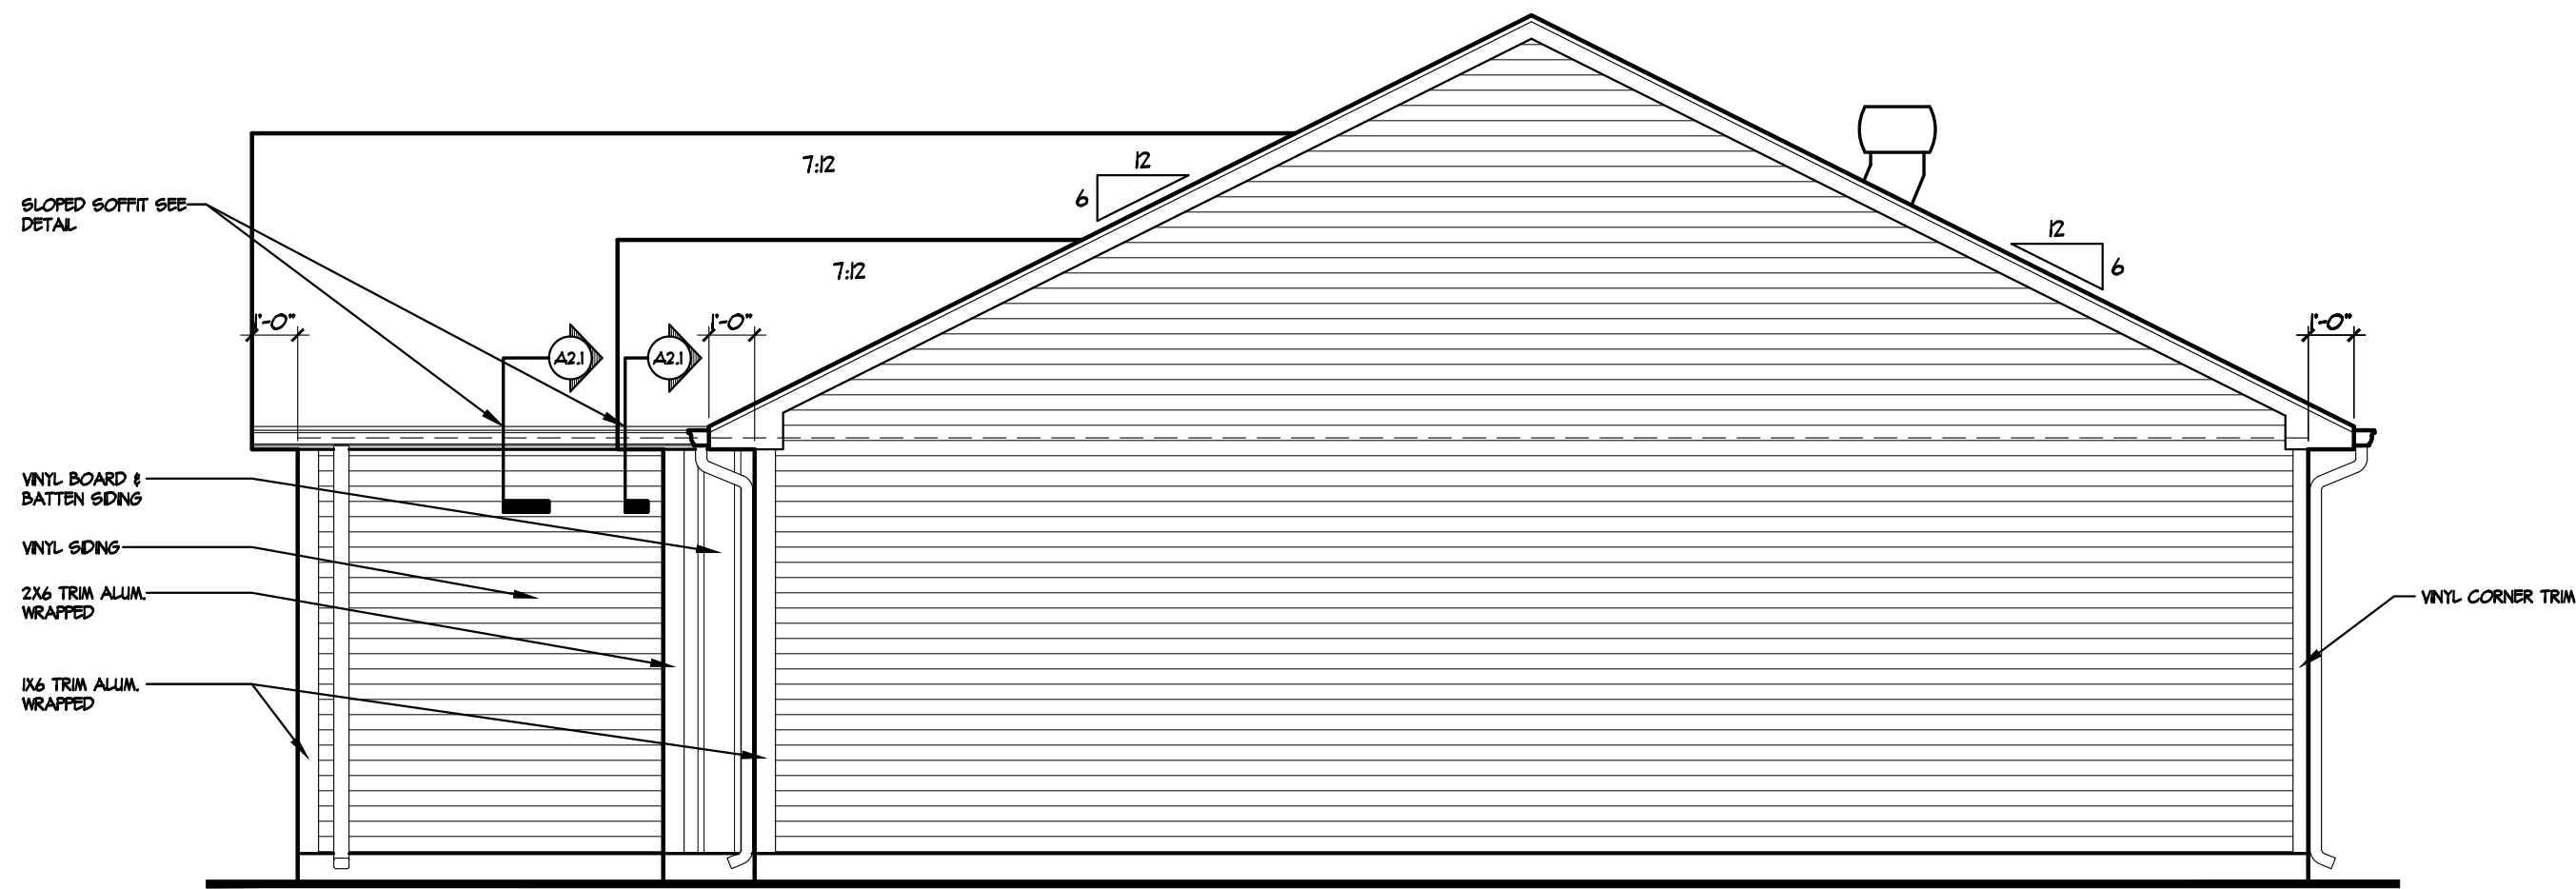 7:12
12
6
SLOPED SOFFIT SEE
DETAIL
12
6
7:12
1'-0"
1'-0"
1'-0"
A2.1
A2.1
VINYL BOARD &
BATTEN SIDING
VINYL SIDING
2X6 TRIM ALUM.
WRAPPED
VINYL CORNER TRIM
1X6 TRIM ALUM.
WRAPPED